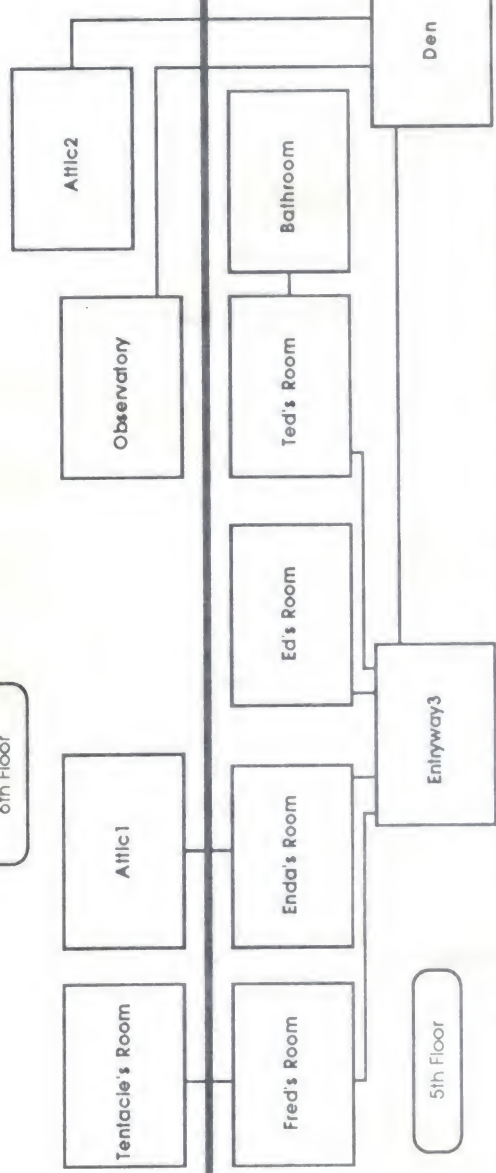 6th Floor
Tentacle's Room
Attic1
Observatory
Attic2
Fred's Room
Enda's Room
Ed's Room
Ted's Room
Bathroom
Entryway3
Den
5th Floor